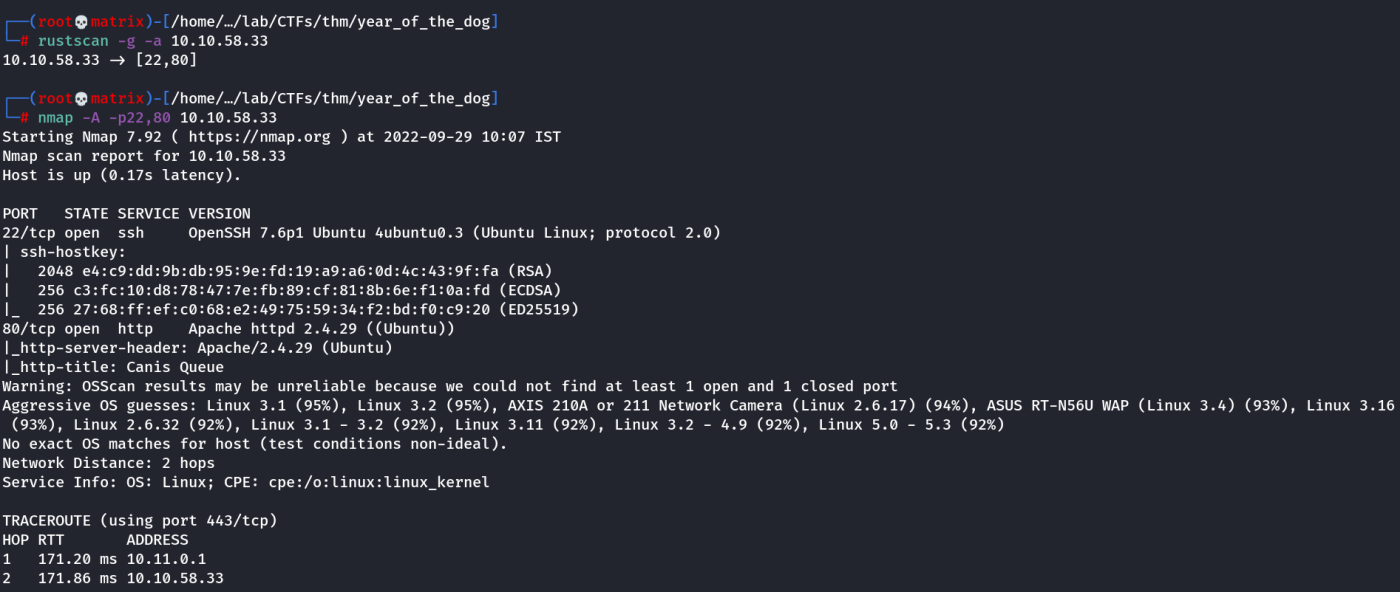 ┌──(root💀matrix)-[/home/…/lab/CTFs/thm/year_of_the_dog]
└─# rustscan -g -a 10.10.58.33
10.10.58.33 → [22,80]
┌──(root💀matrix)-[/home/…/lab/CTFs/thm/year_of_the_dog]
└─# nmap -A -p22,80 10.10.58.33
Starting Nmap 7.92 ( https://nmap.org ) at 2022-09-29 10:07 IST
Nmap scan report for 10.10.58.33
Host is up (0.17s latency).
PORT   STATE SERVICE VERSION
22/tcp open  ssh     OpenSSH 7.6p1 Ubuntu 4ubuntu0.3 (Ubuntu Linux; protocol 2.0)
| ssh-hostkey:
|   2048 e4:c9:dd:9b:db:95:9e:fd:19:a9:a6:0d:4c:43:9f:fa (RSA)
|   256 c3:fc:10:d8:78:47:7e:fb:89:cf:81:8b:6e:f1:0a:fd (ECDSA)
|_  256 27:68:ff:ef:c0:68:e2:49:75:59:34:f2:bd:f0:c9:20 (ED25519)
80/tcp open  http    Apache httpd 2.4.29 ((Ubuntu))
|_http-server-header: Apache/2.4.29 (Ubuntu)
|_http-title: Canis Queue
Warning: OSScan results may be unreliable because we could not find at least 1 open and 1 closed port
Aggressive OS guesses: Linux 3.1 (95%), Linux 3.2 (95%), AXIS 210A or 211 Network Camera (Linux 2.6.17) (94%), ASUS RT-N56U WAP (Linux 3.4) (93%), Linux 3.16
 (93%), Linux 2.6.32 (92%), Linux 3.1 - 3.2 (92%), Linux 3.11 (92%), Linux 3.2 - 4.9 (92%), Linux 5.0 - 5.3 (92%)
No exact OS matches for host (test conditions non-ideal).
Network Distance: 2 hops
Service Info: OS: Linux; CPE: cpe:/o:linux:linux_kernel
TRACEROUTE (using port 443/tcp)
HOP RTT       ADDRESS
1   171.20 ms 10.11.0.1
2   171.86 ms 10.10.58.33